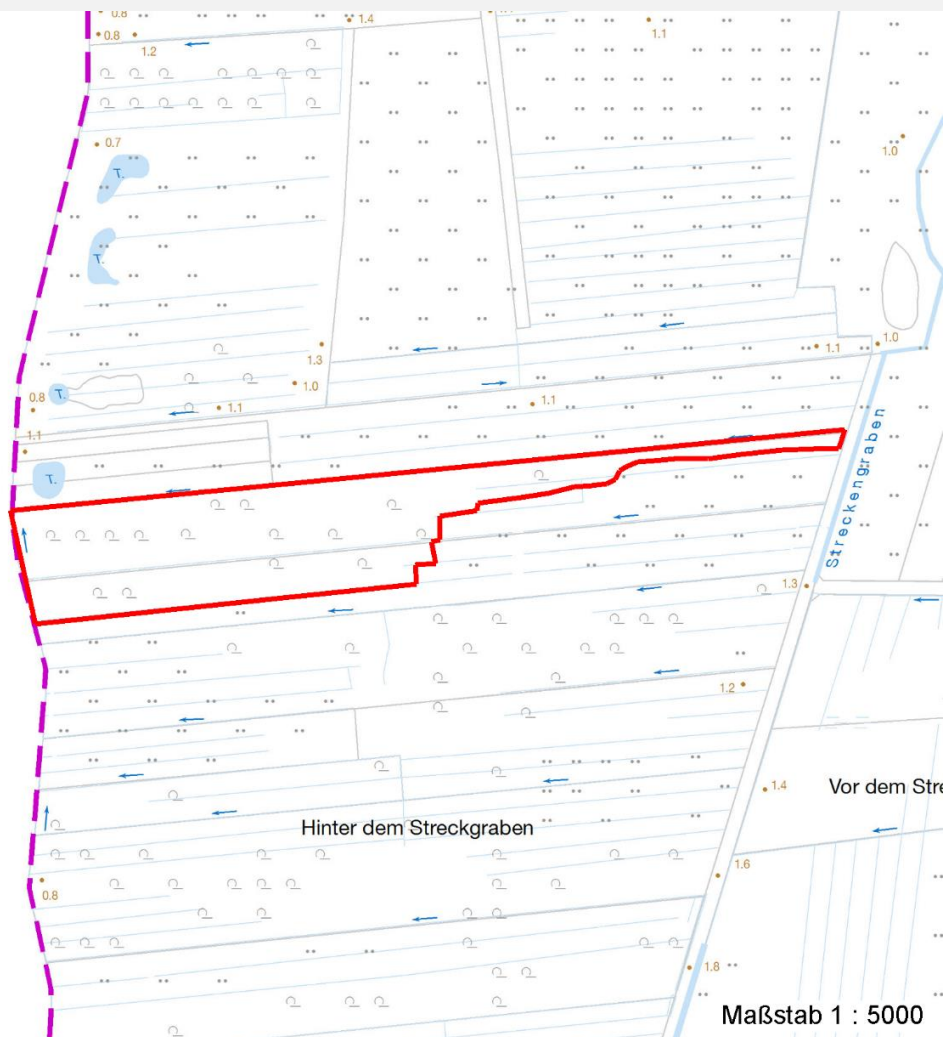 0.8
1.4
0.8
1.2
1.1
0.7
1.0
T.
T.
1.3
1.1
1.0
1.0
T.
0.8
1.1
1.1
1.1
T.
Streckengraben
1.3
1.2
1.4
Vor dem Stre
Hinter dem Streckgraben
1.6
0.8
1.8
Maßstab 1 : 5000